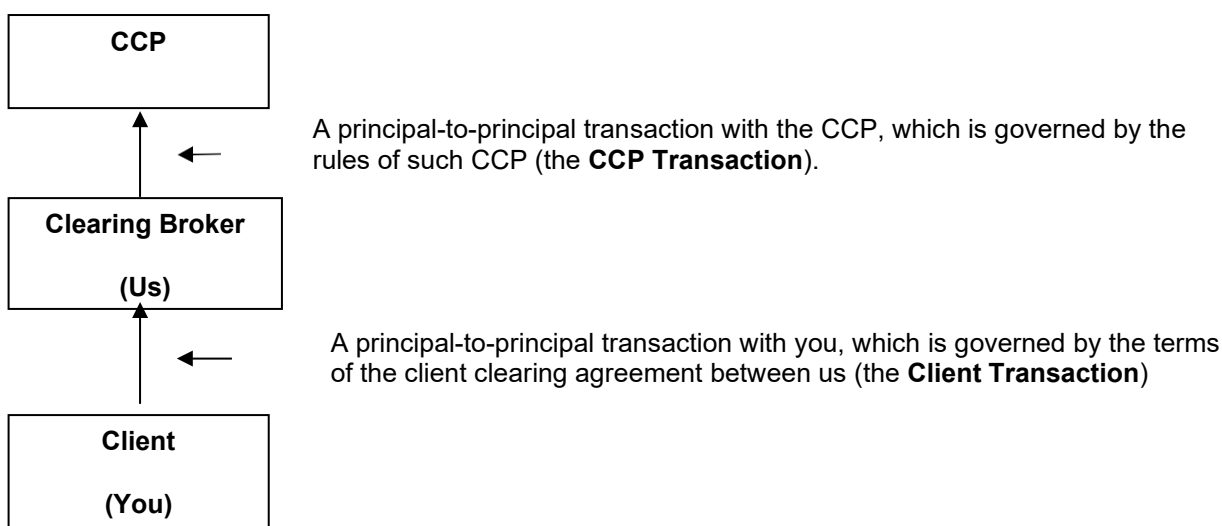 CCP
A principal-to-principal transaction with the CCP, which is governed by the
rules of such CCP (the CCP Transaction).
Clearing Broker
(Us)
A principal-to-principal transaction with you, which is governed by the terms
of the client clearing agreement between us (the Client Transaction)
Client
(You)